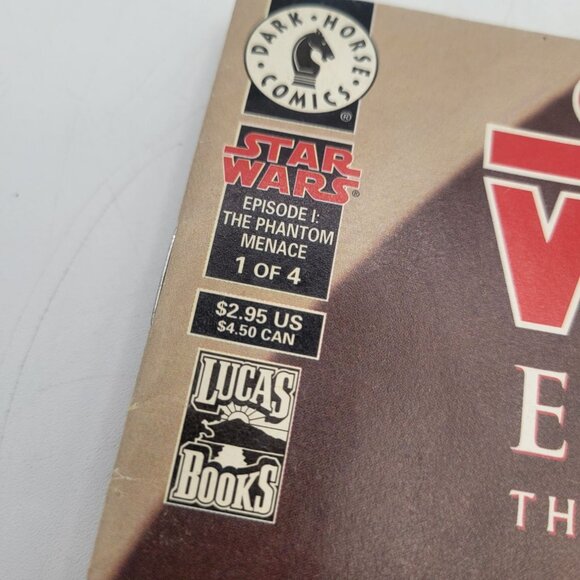 DARK HORSE COMICS
®
STAR
WARS®
EPISODE I:
THE PHANTOM
MENACE
1 OF 4
$2.95 US
$4.50 CAN
LUCAS
BOOKS
W
E
TH